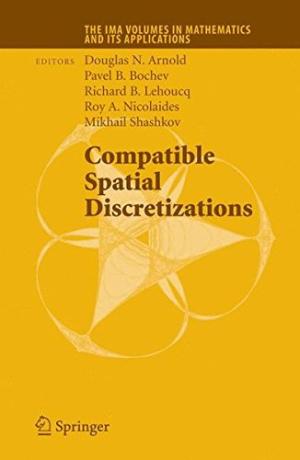 THE IMA VOLUMES IN MATHEMATICS
AND ITS APPLICATIONS
EDITORS Douglas N. Arnold
Pavel B. Bochev
Richard B. Lehoucq
Roy A. Nicolaides
Mikhail Shashkov
Compatible
Spatial
Discretizations
Springer